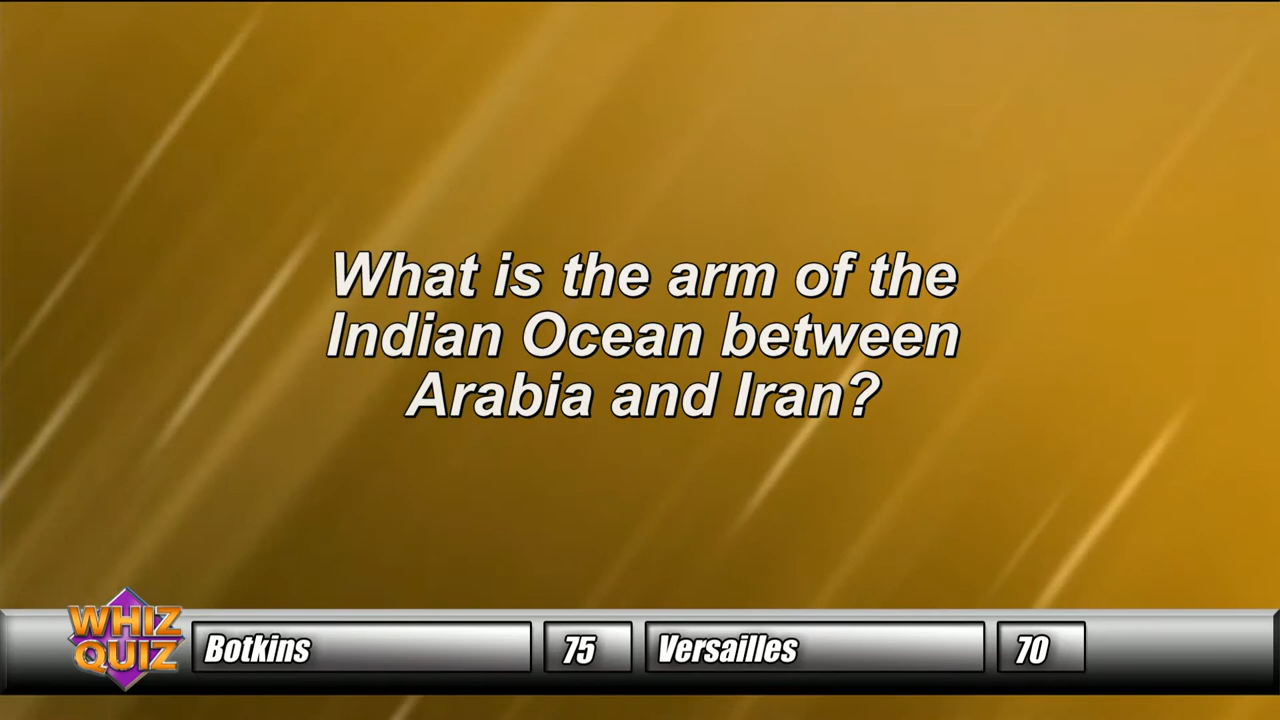 What is the arm of the
Indian Ocean between
Arabia and Iran?
WHIZ
QUIZ
Botkins 75 Versailles 70